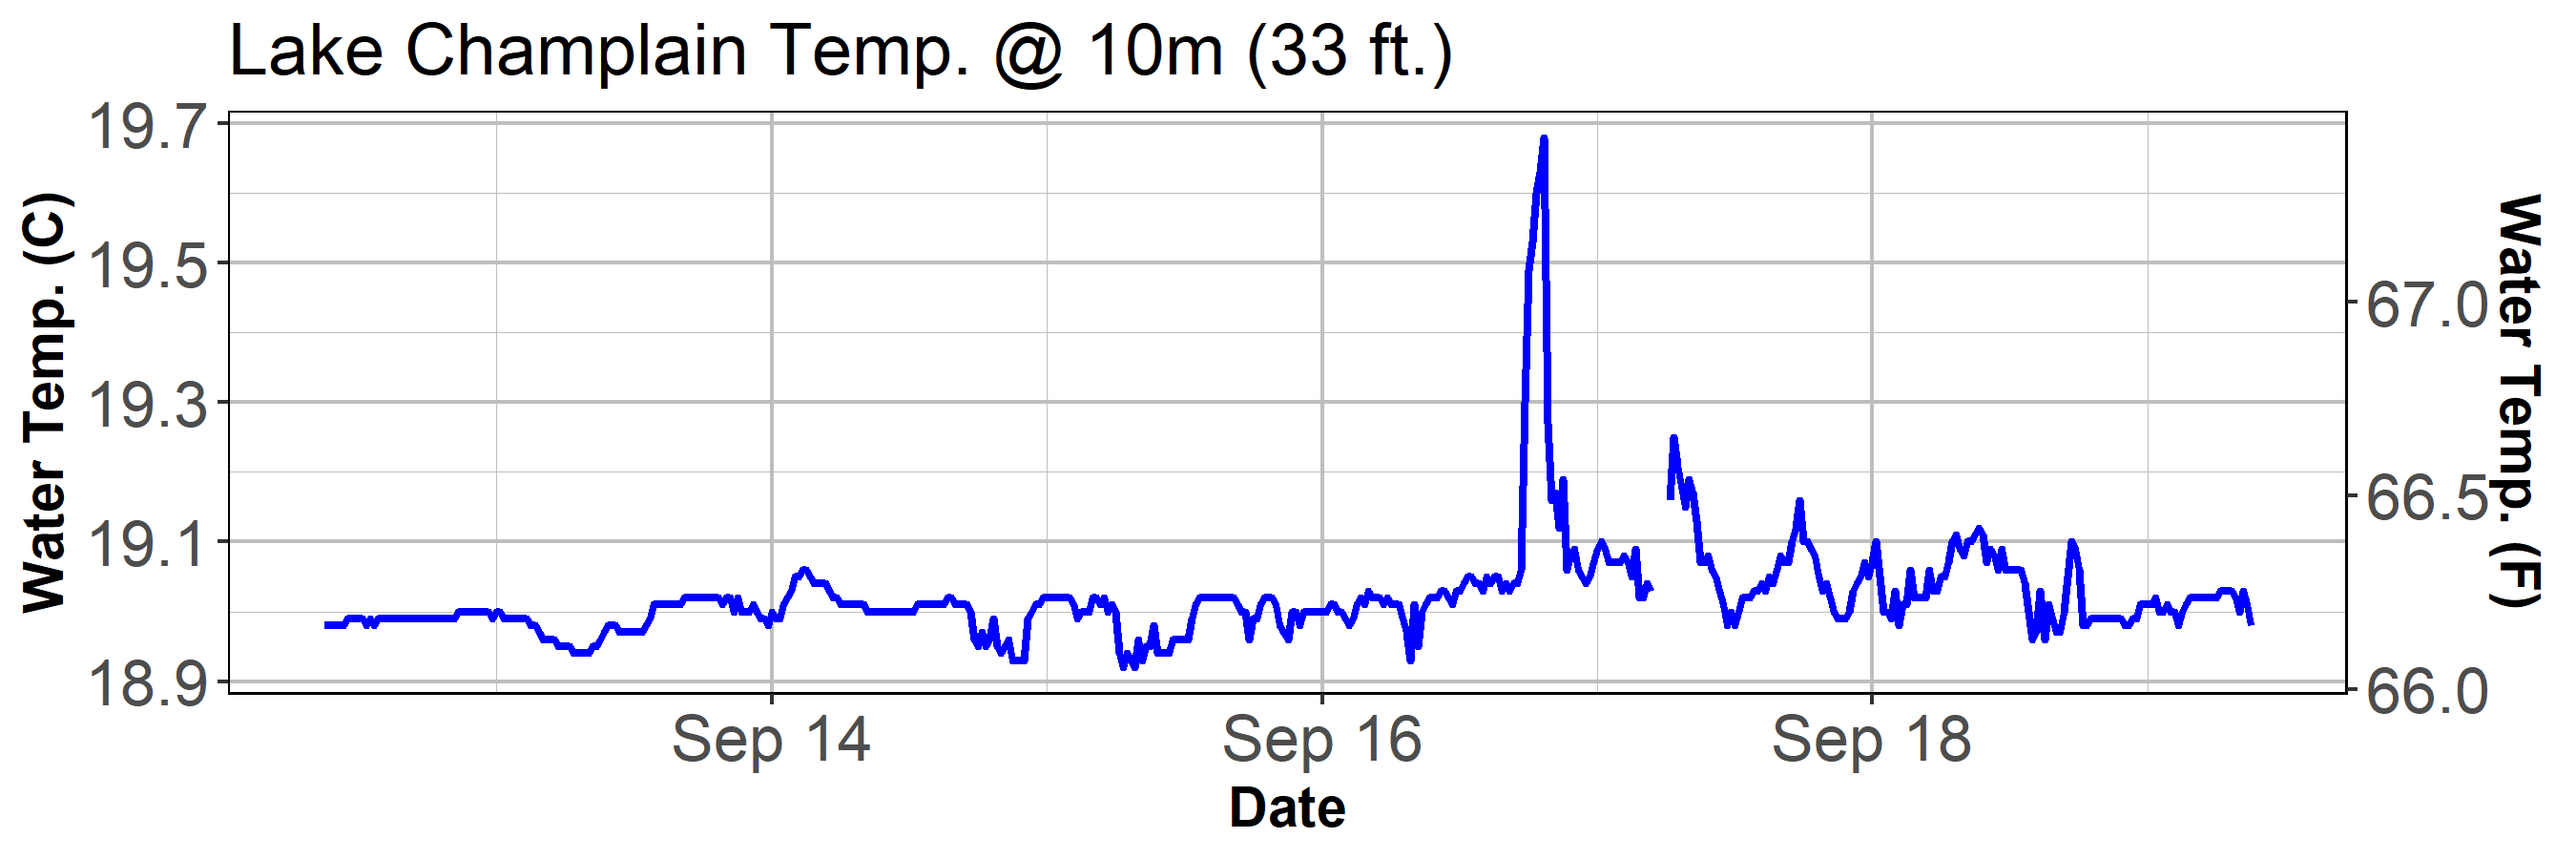 Lake Champlain Temp. @ 10m (33 ft.)
Water Temp. (C)
19.7
19.5
19.3
19.1
18.9
67.0
66.5
66.0
Water Temp. (F)
Sep 14
Sep 16
Sep 18
Date